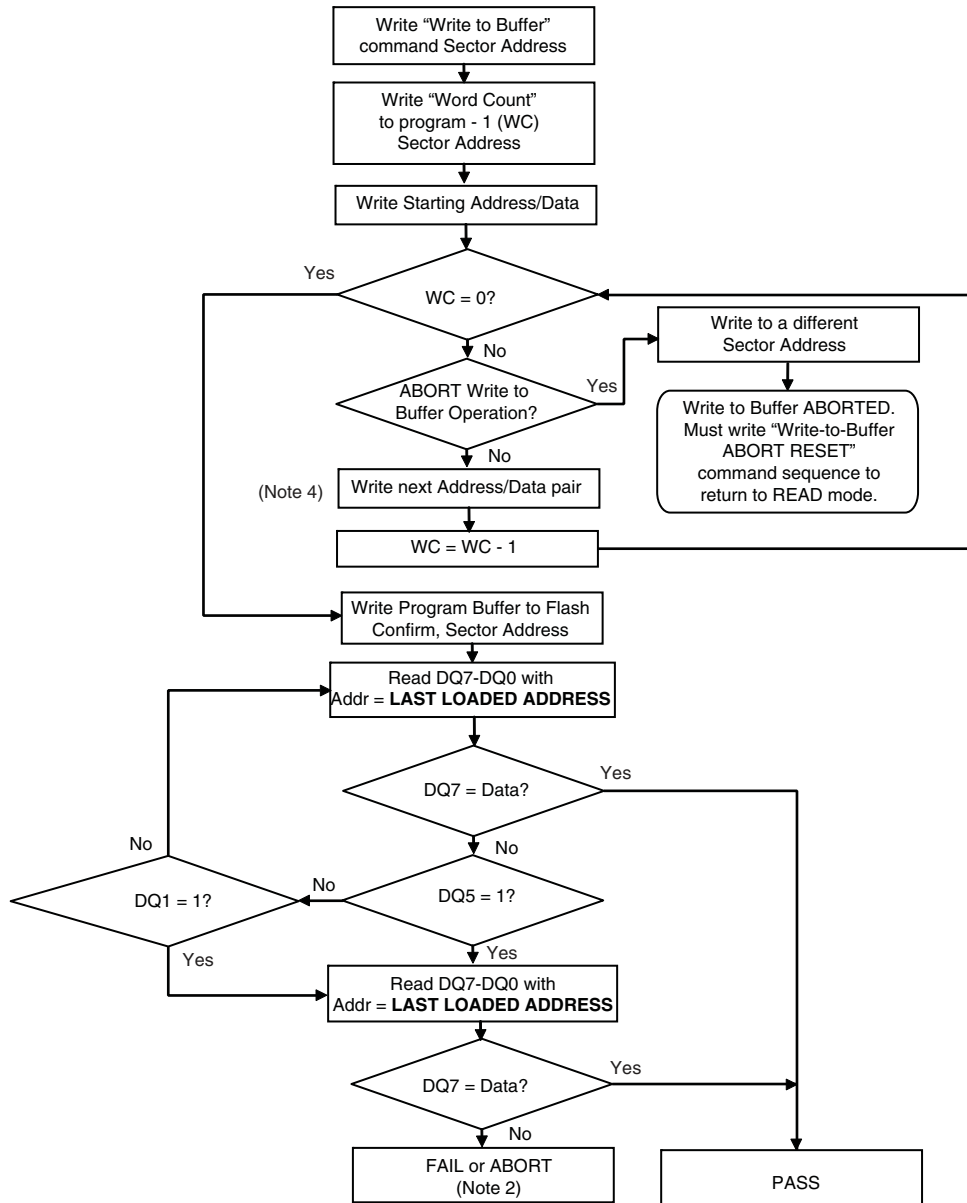 Write “Write to Buffer”
command Sector Address
Write “Word Count”
to program - 1 (WC)
Sector Address
Write Starting Address/Data
Yes
WC = 0?
No
Write to a different
Sector Address
ABORT Write to
Buffer Operation?
Yes
Write to Buffer ABORTED.
Must write “Write-to-Buffer
ABORT RESET”
command sequence to
return to READ mode.
No
(Note 4)
Write next Address/Data pair
WC = WC - 1
Write Program Buffer to Flash
Confirm, Sector Address
Read DQ7-DQ0 with
Addr = LAST LOADED ADDRESS
DQ7 = Data?
Yes
No
No
DQ1 = 1?
No
DQ5 = 1?
Yes
Yes
Read DQ7-DQ0 with
Addr = LAST LOADED ADDRESS
DQ7 = Data?
Yes
No
FAIL or ABORT
(Note 2)
PASS